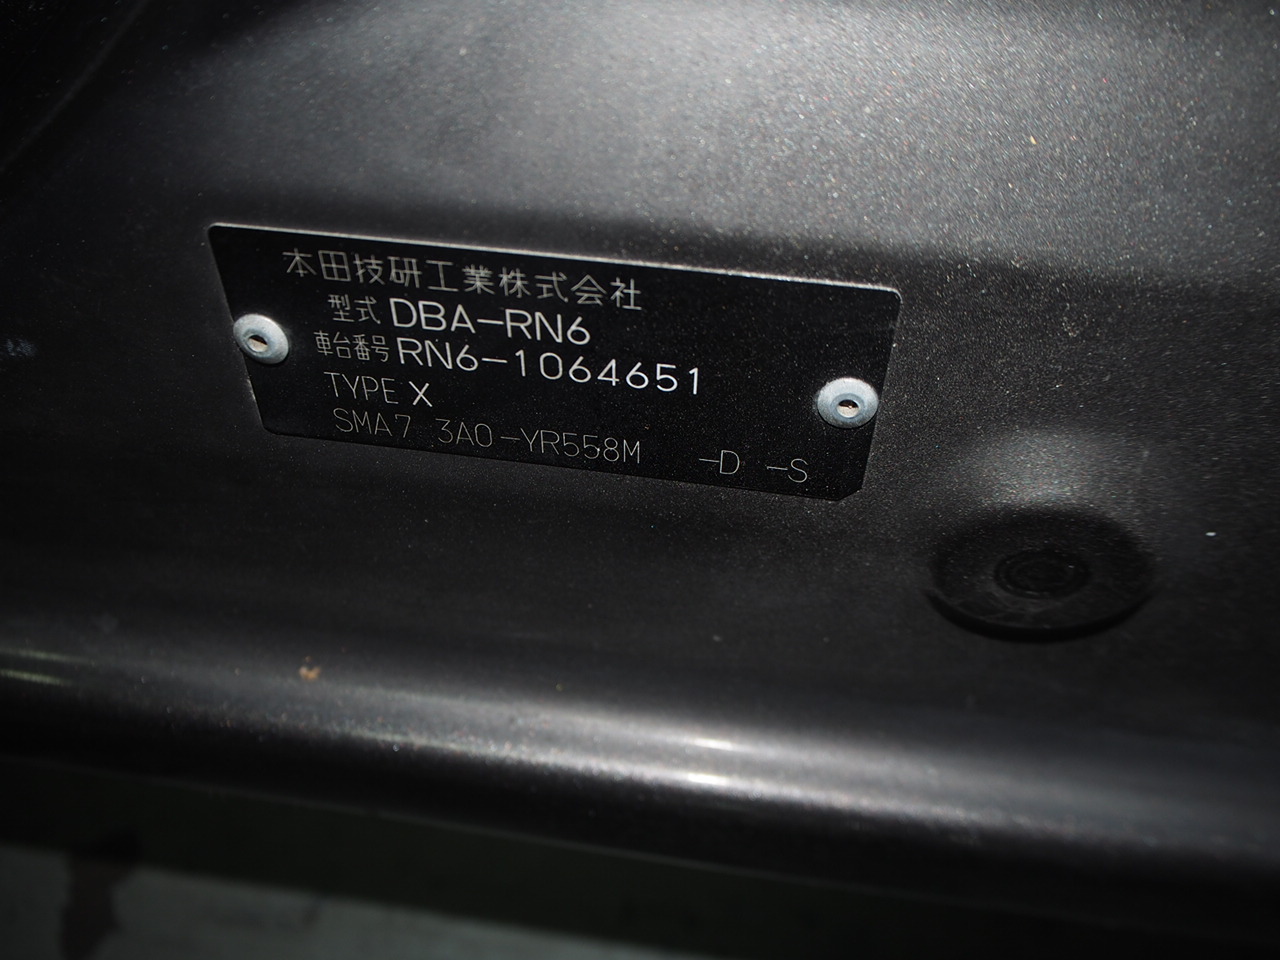 本田技研工業株式会社
型式 DBA-RN6
車台番号 RN6-1064651
TYPE X
SMA7 3A0-YR558M -D -S